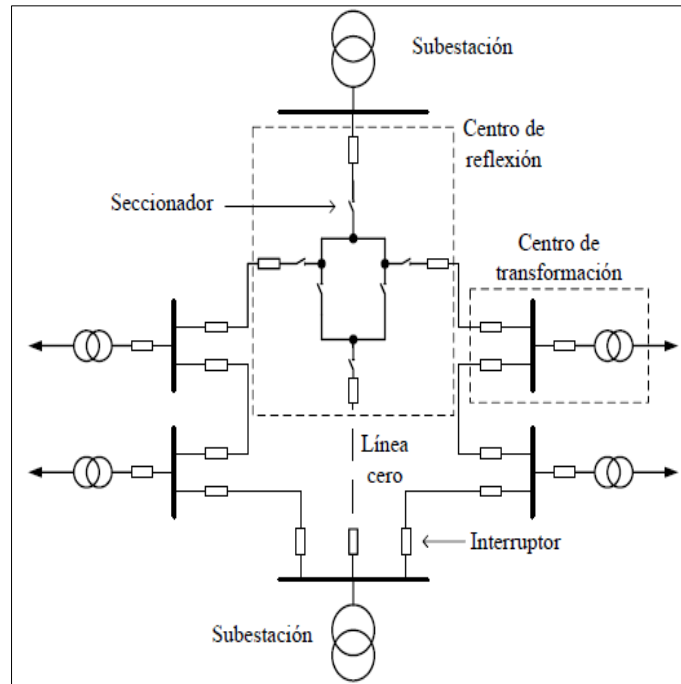 Subestación
Centro de
reflexión
Seccionador
Centro de
transformación
Línea
cero
Interruptor
Subestación